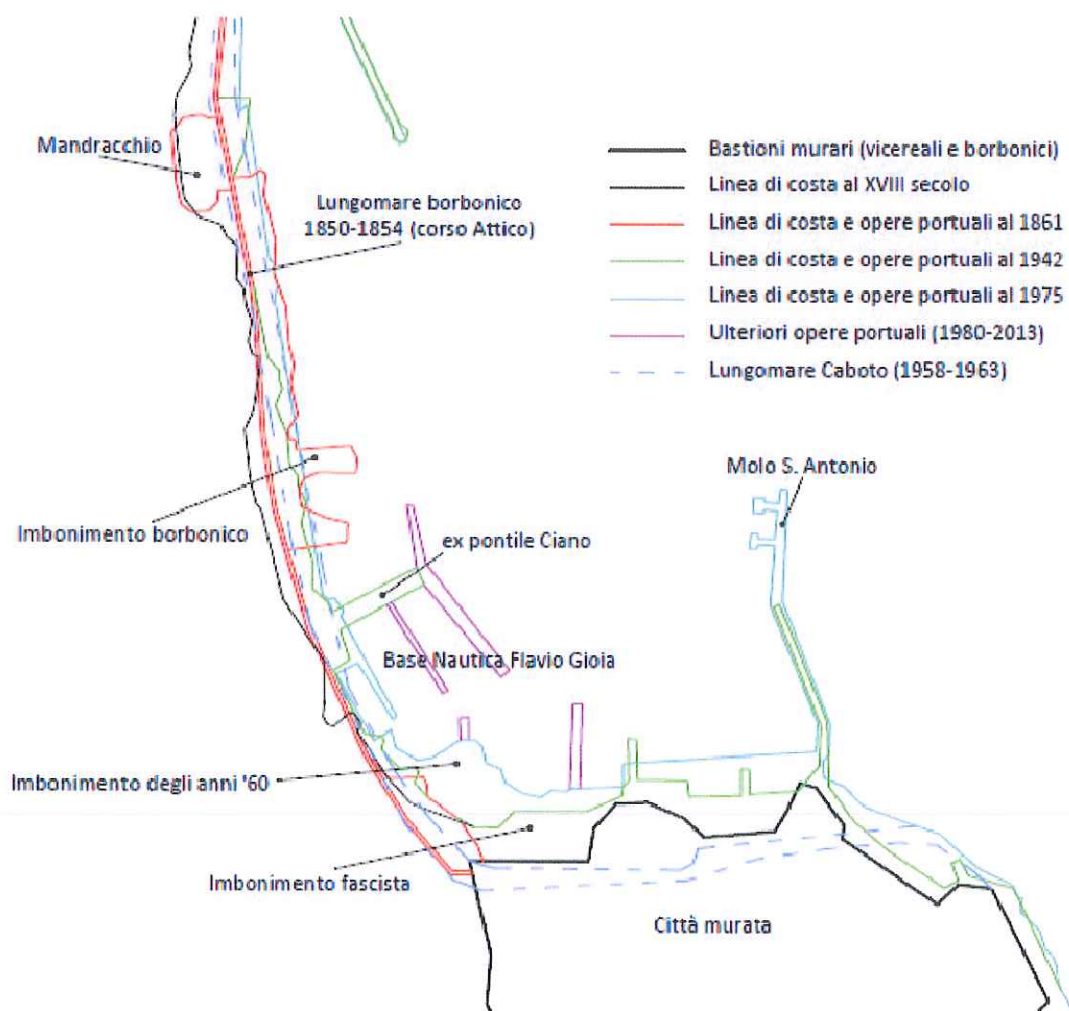 Mandracchio
Lungomare borbonico
1850-1854 (corso Attico)
Bastioni murari (vicereali e borbonici)
Linea di costa al XVIII secolo
Linea di costa e opere portuali al 1861
Linea di costa e opere portuali al 1942
Linea di costa e opere portuali al 1975
Ulteriori opere portuali (1980-2013)
Lungomare Caboto (1958-1963)
Molo S. Antonio
Imbonimento borbonico
ex pontile Ciano
Base Nautica Flavio Gioia
Imbonimento degli anni '60
Imbonimento fascista
Città murata